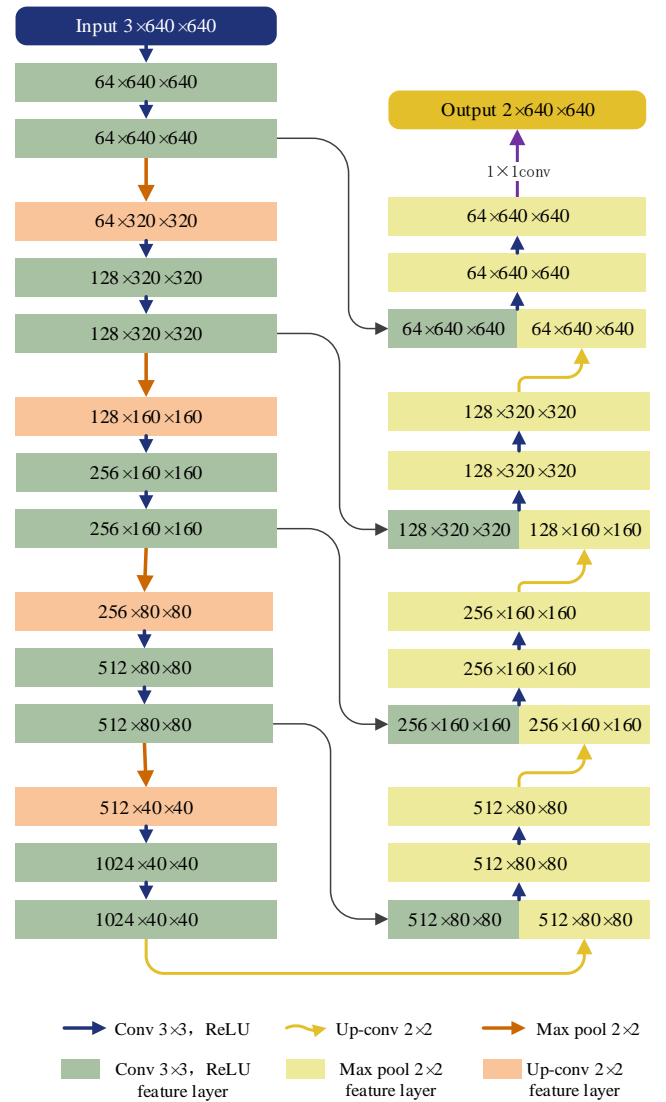 Input 3×640×640
64×640×640
64×640×640
64×320×320
128×320×320
128×320×320
128×160×160
256×160×160
256×160×160
256×80×80
512×80×80
512×80×80
512×40×40
1024×40×40
1024×40×40
Output 2×640×640
1×1conv
64×640×640
64×640×640
64×640×640 64×640×640
128×320×320
128×320×320
128×320×320 128×160×160
256×160×160
256×160×160
256×160×160 256×160×160
512×80×80
512×80×80
512×80×80 512×80×80
Conv 3×3，ReLU
Up-conv 2×2
Max pool 2×2
Conv 3×3，ReLU
feature layer
Max pool 2×2
feature layer
Up-conv 2×2
feature layer